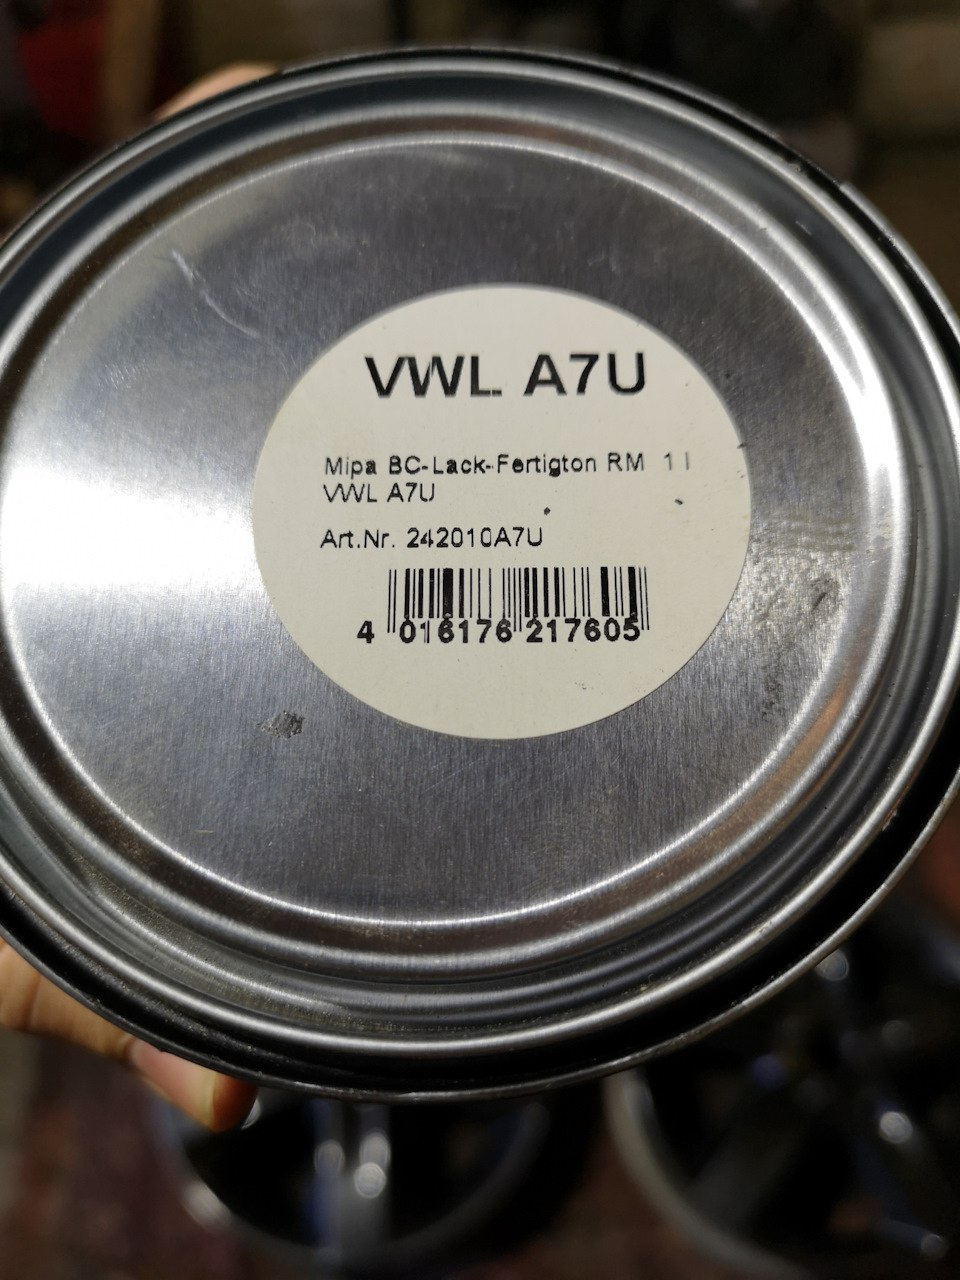 VWL A7U
Mipa BC-Lack-Fertigton RM 1 l
VWL A7U
Art.Nr. 242010A7U
4 016176 217605